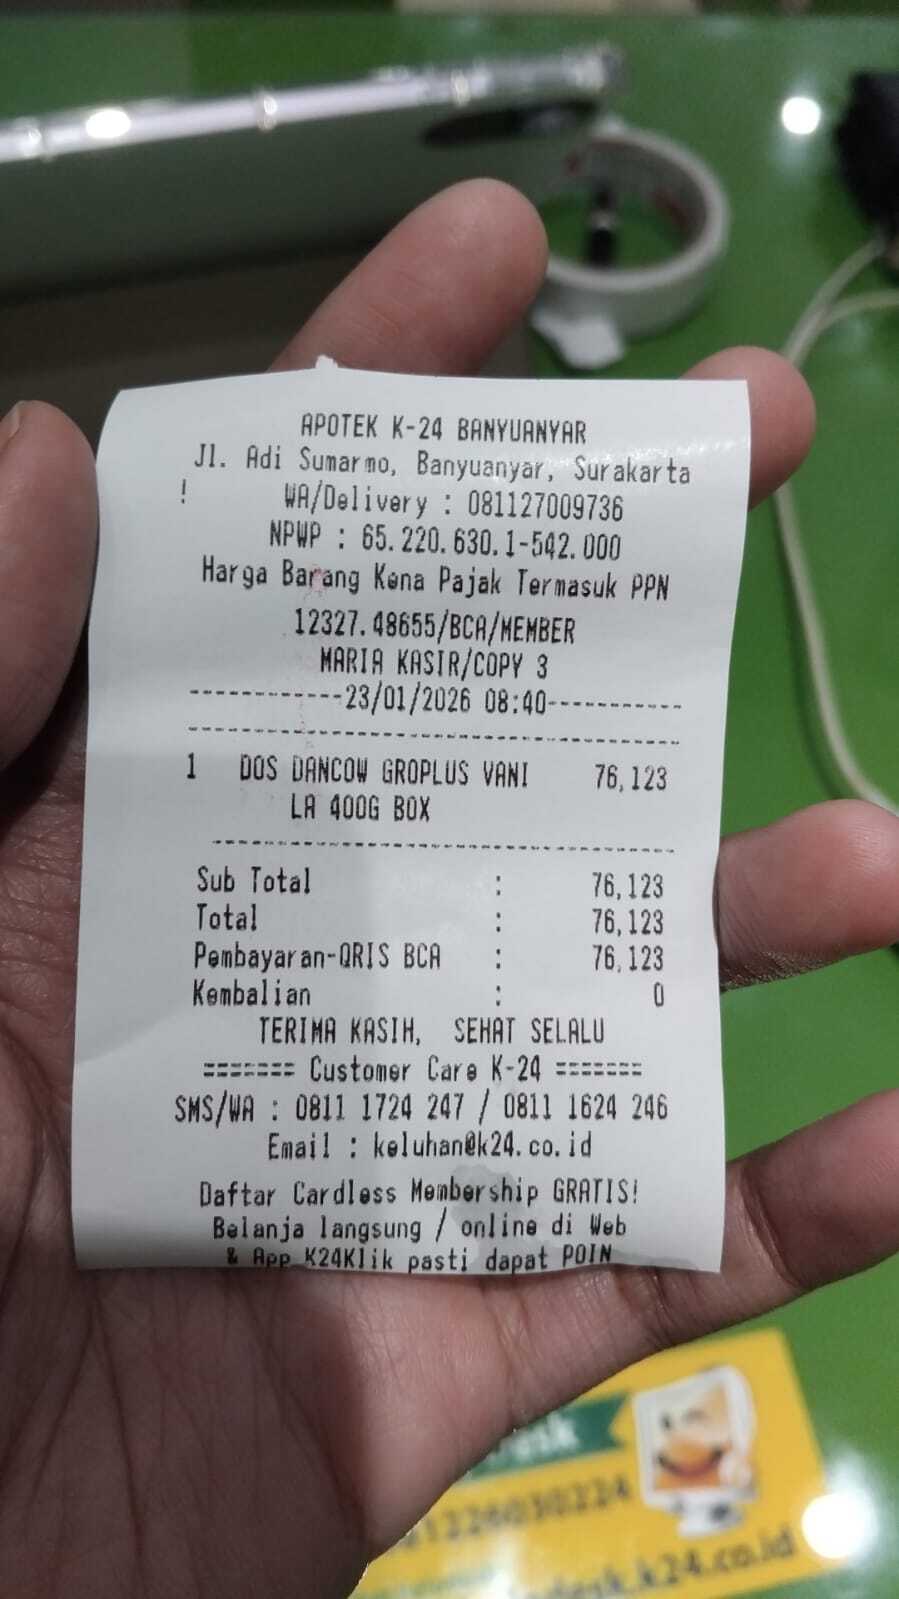 APOTEK K-24 BANYUANYAR
Jl. Adi Sumarmo, Banyuanyar, Surakarta
! WA/Delivery : 081127009736
NPWP : 65.220.630.1-542.000
Harga Barang Kena Pajak Termasuk PPN
12327.48655/BCA/MEMBER
MARIA KASIR/COPY 3
------------23/01/2026 08:40-----------
---------------------------------------
1 DOS DANCOW GROPLUS VANI 76,123
LA 400G BOX
---------------------------------------
Sub Total : 76,123
Total : 76,123
Pembayaran-QRIS BCA : 76,123
Kembalian : 0
TERIMA KASIH, SEHAT SELALU
======= Customer Care K-24 =======
SMS/WA : 0811 1724 247 / 0811 1624 246
Email : keluhan@k24.co.id
Daftar Cardless Membership GRATIS!
Belanja langsung / online di Web
& App K24Klik pasti dapat POIN
1226030224
desk.k24.co.id